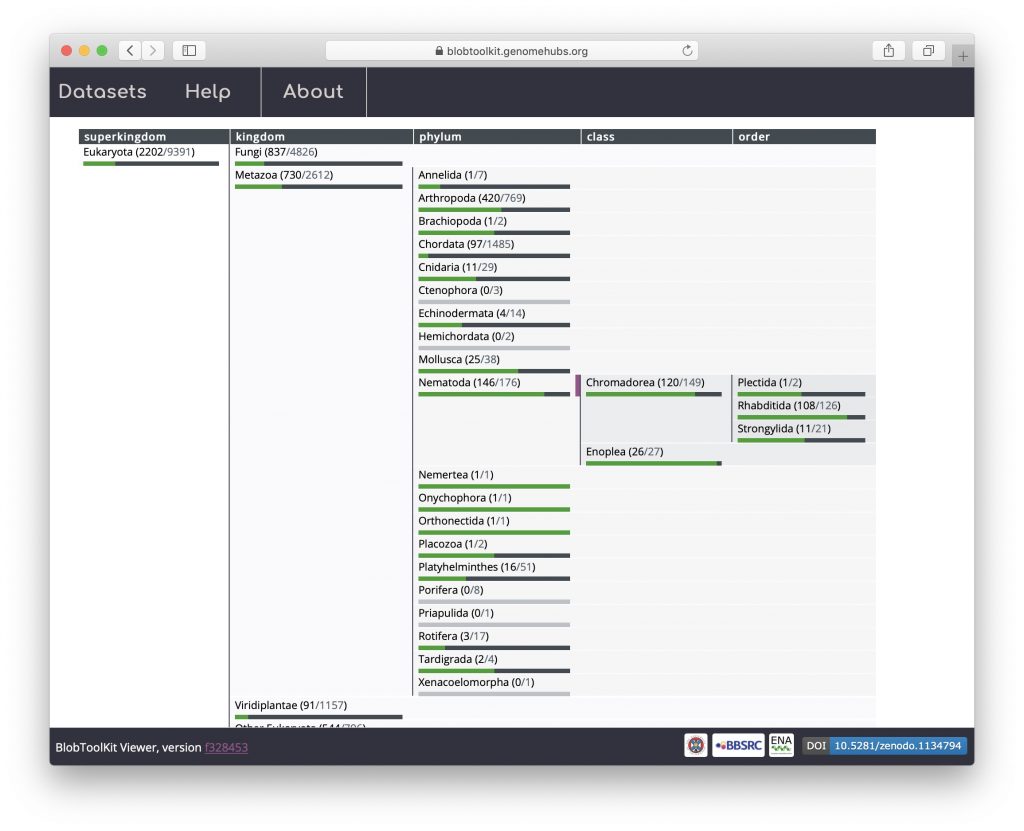 blobtoolkit.genomehubs.org
Datasets Help About
superkingdom kingdom phylum class order
Eukaryota (2202/9391) Fungi (837/4826)
Metazoa (730/2612) Annelida (1/7)
Arthropoda (420/769)
Brachiopoda (1/2)
Chordata (97/1485)
Cnidaria (11/29)
Ctenophora (0/3)
Echinodermata (4/14)
Hemichordata (0/2)
Mollusca (25/38)
Nematoda (146/176) Chromadorea (120/149) Plectida (1/2)
Rhabditida (108/126)
Strongylida (11/21)
Enoplea (26/27)
Nemertea (1/1)
Onychophora (1/1)
Orthonectida (1/1)
Placozoa (1/2)
Platyhelminthes (16/51)
Porifera (0/8)
Priapulida (0/1)
Rotifera (3/17)
Tardigrada (2/4)
Xenacoelomorpha (0/1)
Viridiplantae (91/1157)
Other Eukaryota
BlobToolKit Viewer, version f328453 BBSRC ENA DOI 10.5281/zenodo.1134794